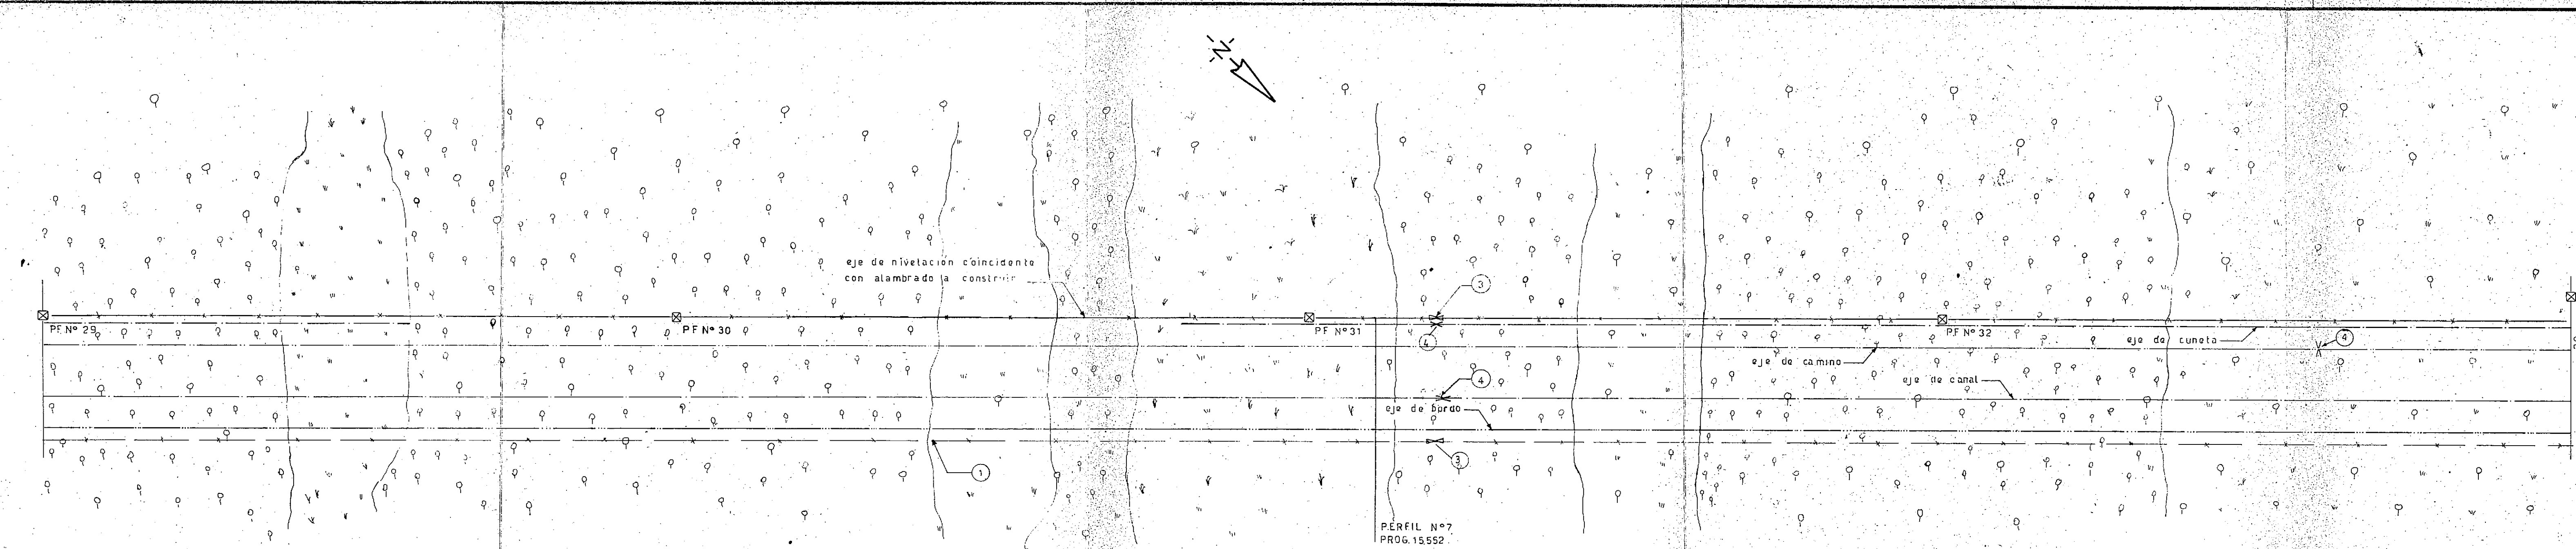 N
eje de nivelación coincidente
con alambrado a construir
3
PF Nº 29
PF Nº 30
PF Nº 31
PF Nº 32
4
eje de cuneta
4
eje de camino
4
eje de canal
eje de bordo
3
1
PERFIL Nº 7
PROG. 15.552